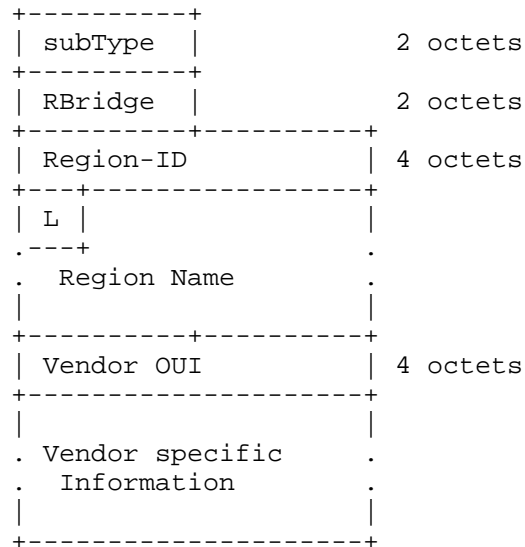 subType 2 octets
RBridge 2 octets
Region-ID 4 octets
L
Region Name
Vendor OUI 4 octets
Vendor specific
Information